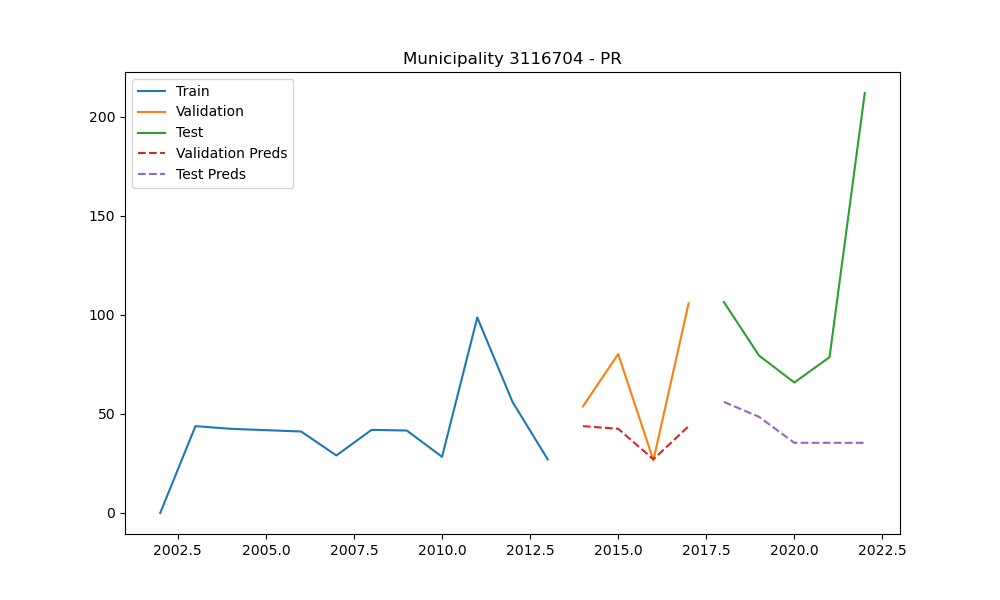 Municipality 3116704 - PR
Train
Validation
Test
Validation Preds
Test Preds
200
150
100
50
0
2002.5 2005.0 2007.5 2010.0 2012.5 2015.0 2017.5 2020.0 2022.5